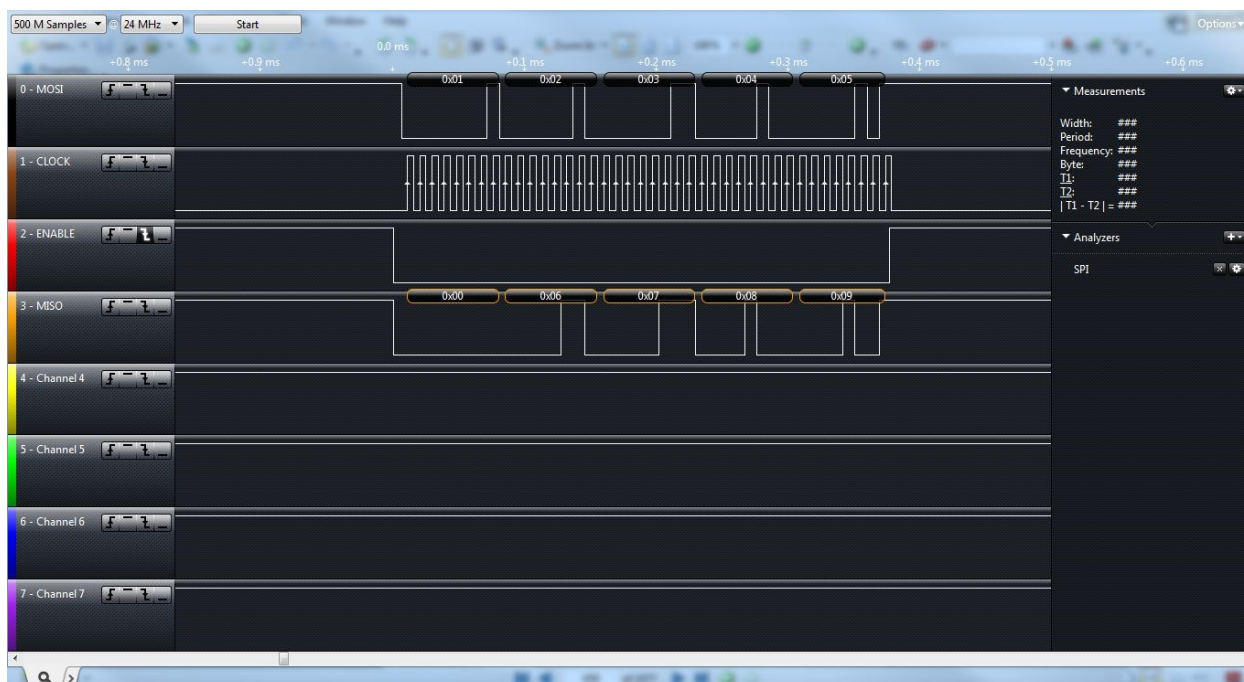 500 M Samples @ 24 MHz Start Options
0.0 ms
+0.8 ms +0.9 ms +0.1 ms +0.2 ms +0.3 ms +0.4 ms +0.5 ms +0.6 ms
0 - MOSI 0x01 0x02 0x03 0x04 0x05
1 - CLOCK
2 - ENABLE
3 - MISO 0x00 0x06 0x07 0x08 0x09
4 - Channel 4
5 - Channel 5
6 - Channel 6
7 - Channel 7
Measurements
Width: ###
Period: ###
Frequency: ###
Byte: ###
T1: ###
T2: ###
| T1 - T2 | = ###
Analyzers
SPI